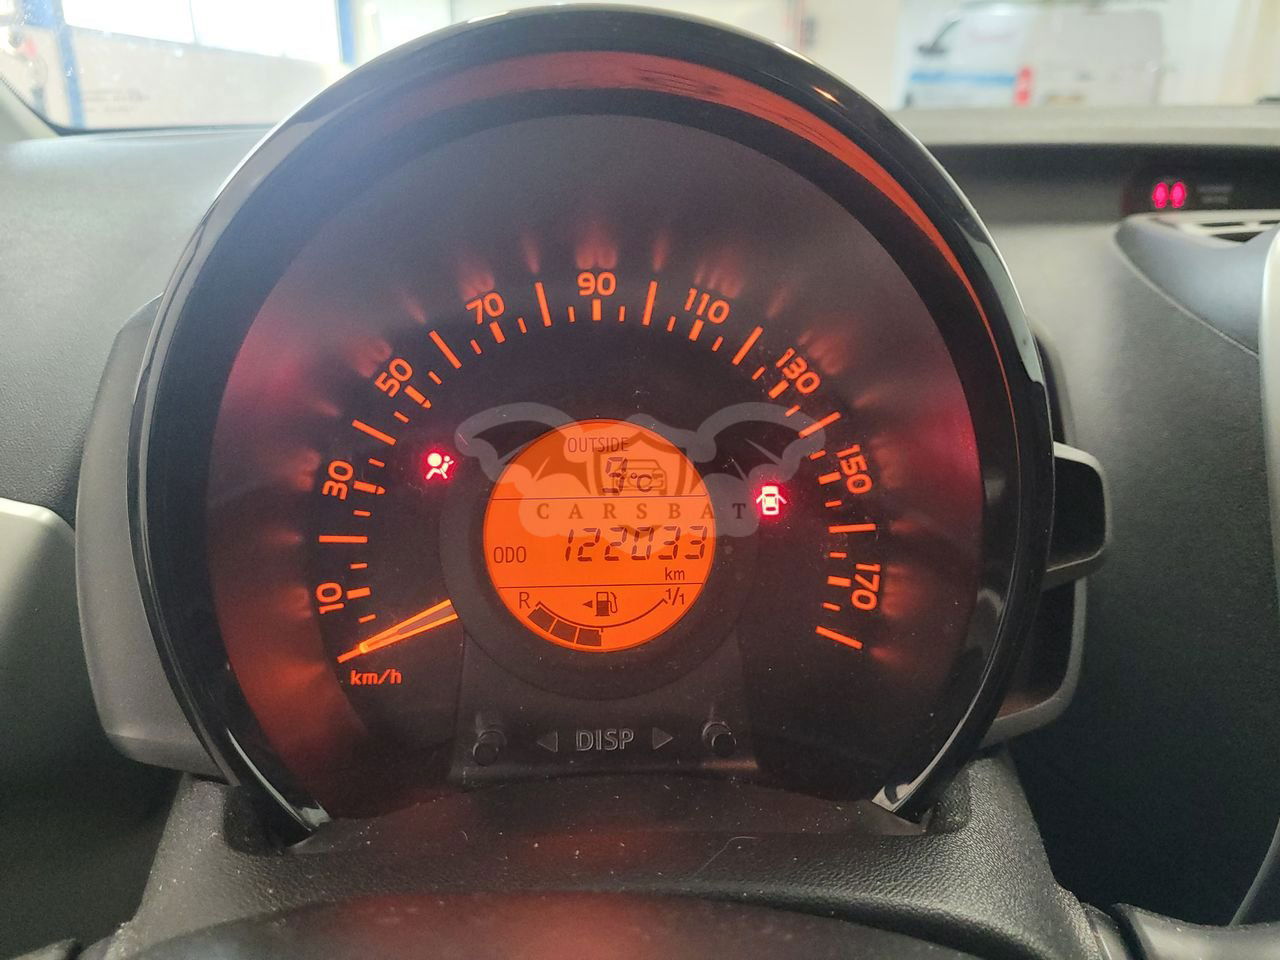 90
70
110
50
130
OUTSIDE
9°C
30
150
CARSBAT
ODO 122033
km
10
170
R
1/1
km/h
DISP